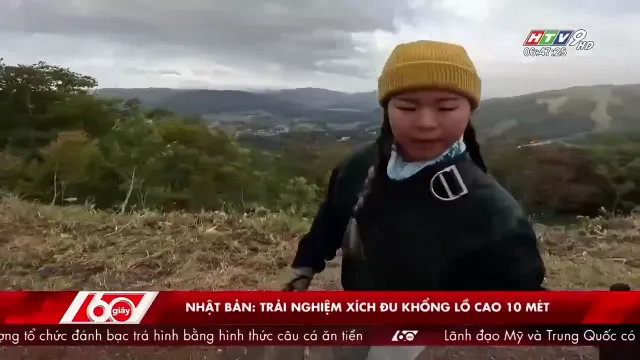 HTV9 HD
06:47:25
60 giây
NHẬT BẢN: TRẢI NGHIỆM XÍCH ĐU KHỔNG LỒ CAO 10 MÉT
tổ chức đánh bạc trá hình bằng hình thức câu cá ăn tiền 60 Lãnh đạo Mỹ và Trung Quốc có